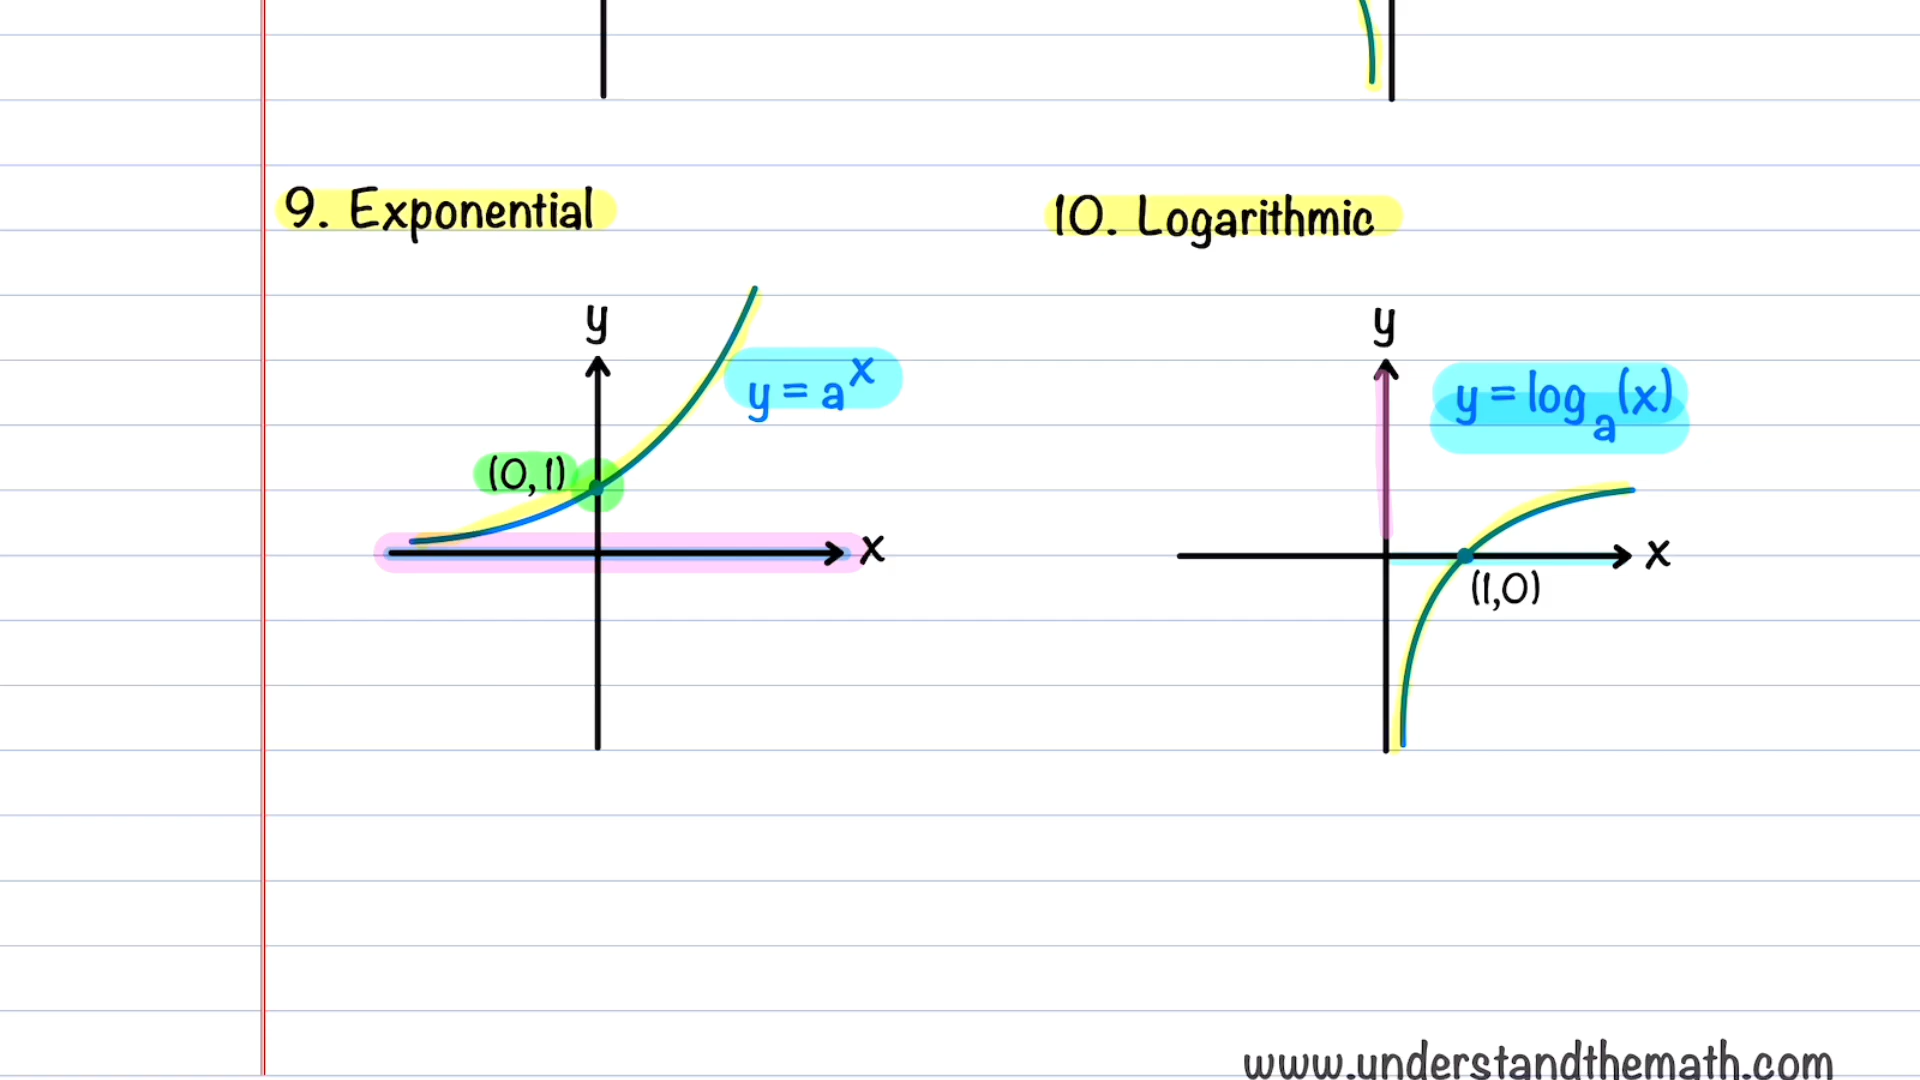 9. Exponential
y
y = a^x
(0,1)
x
10. Logarithmic
y
y = log_a(x)
x
(1,0)
www.understandthemath.com